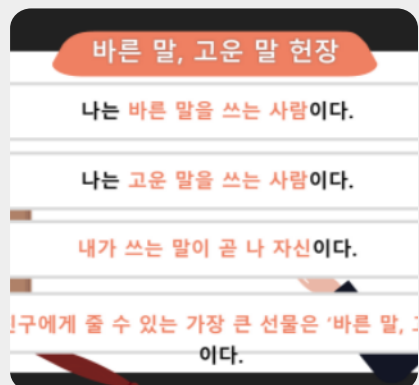 바른 말, 고운 말 헌장
나는 바른 말을 쓰는 사람이다.
나는 고운 말을 쓰는 사람이다.
내가 쓰는 말이 곧 나 자신이다.
줄 수 있는 가장 큰 선물은 ‘바른 말,
이다.